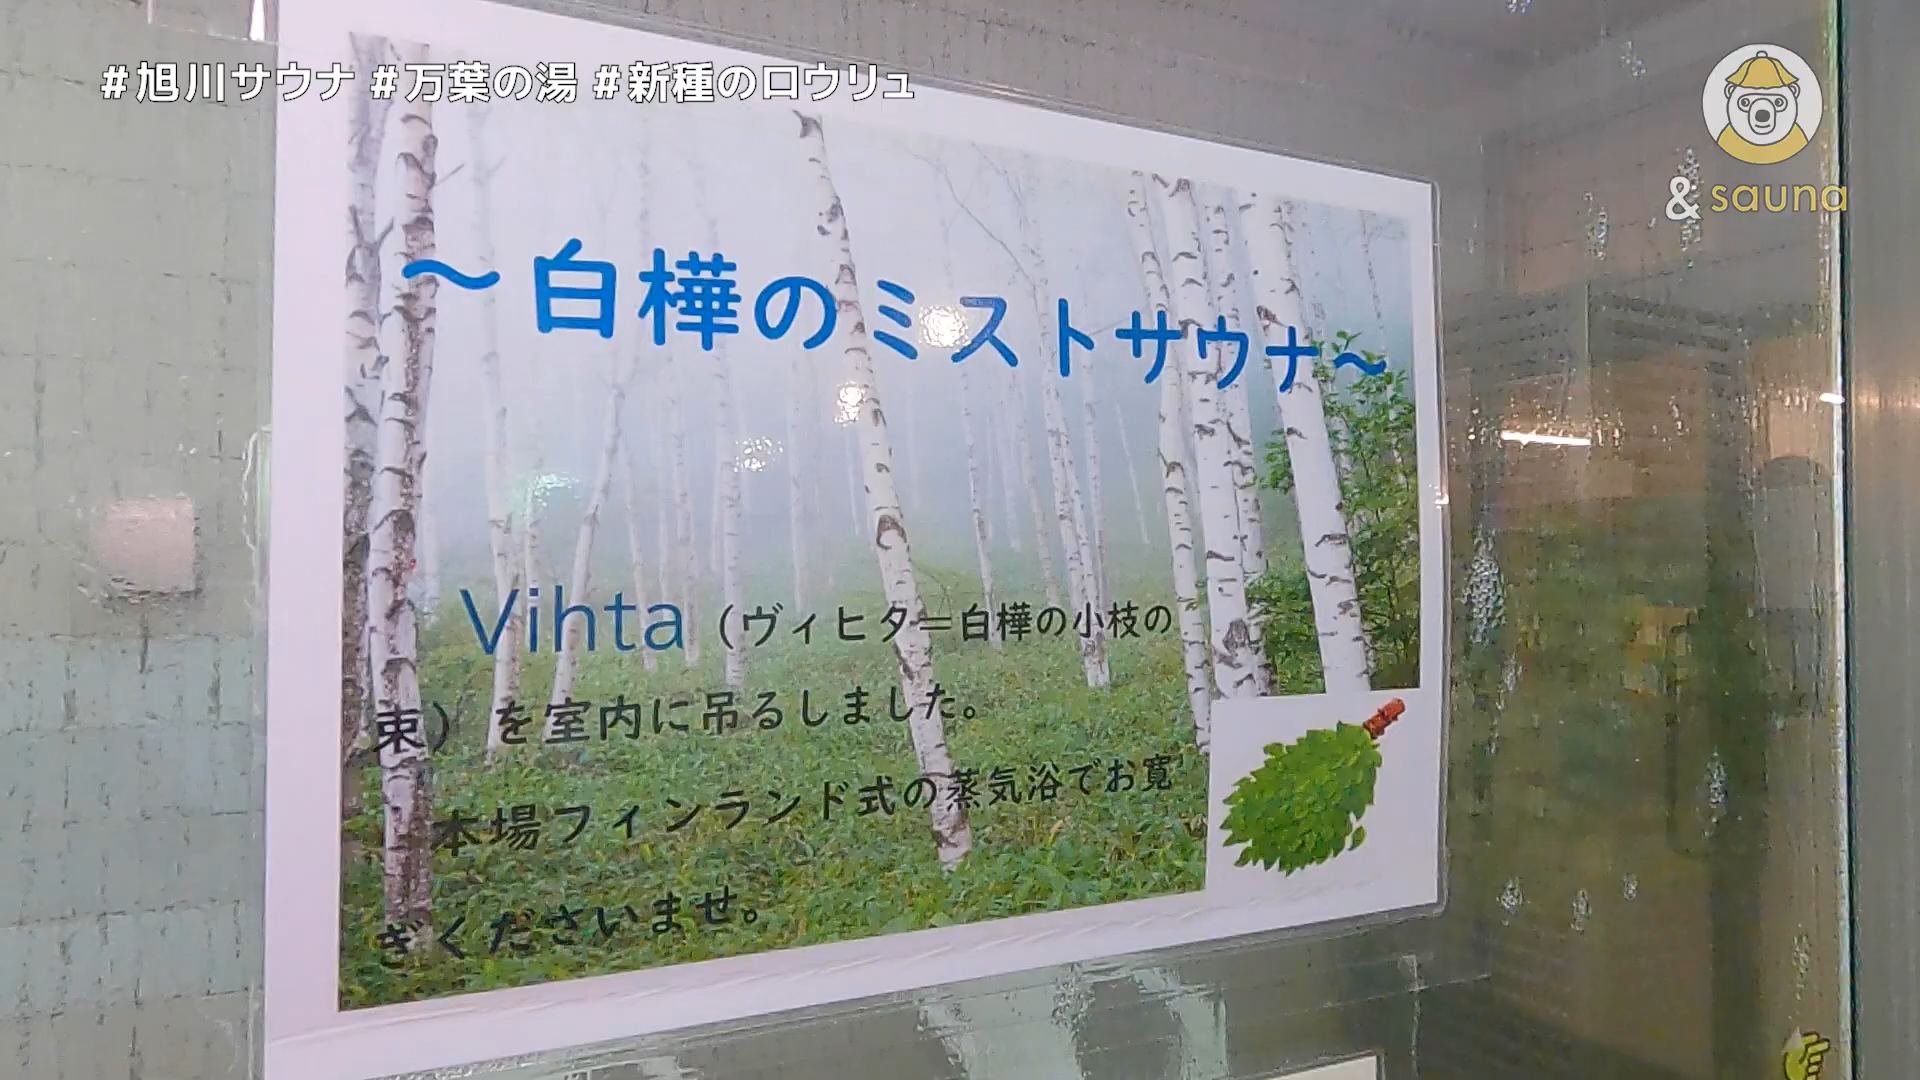 #旭川サウナ #万葉の湯 #新種のロウリュ
& sauna
～白樺のミストサウナ～
Vihta（ヴィヒタ＝白樺の小枝の
束）を室内に吊るしました。
本場フィンランド式の蒸気浴でお寛
ぎくださいませ。